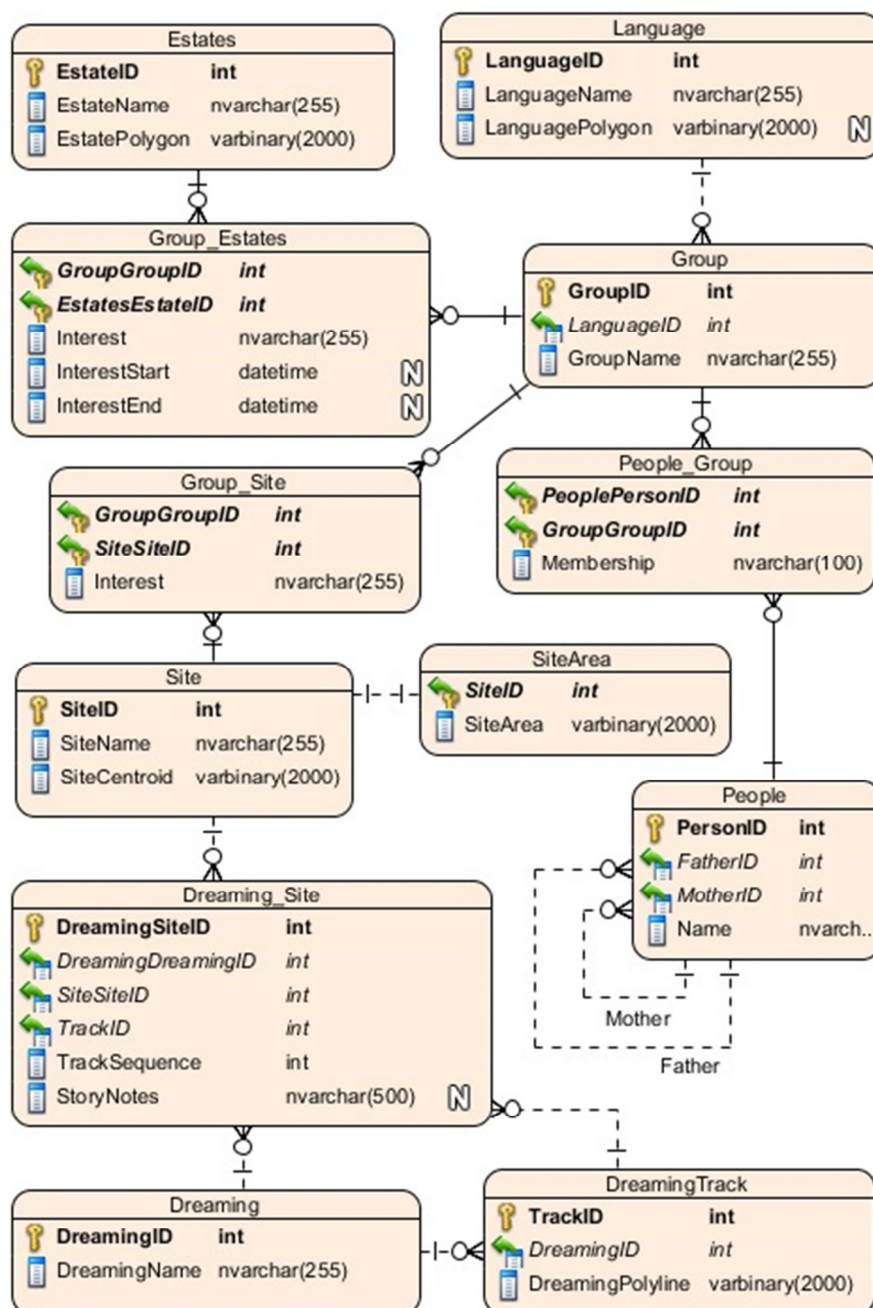 Estates
EstateID int
EstateName nvarchar(255)
EstatePolygon varbinary(2000)
Language
LanguageID int
LanguageName nvarchar(255)
LanguagePolygon varbinary(2000) N
Group_Estates
GroupGroupID int
EstatesEstateID int
Interest nvarchar(255)
InterestStart datetime N
InterestEnd datetime N
Group
GroupID int
LanguageID int
GroupName nvarchar(255)
Group_Site
GroupGroupID int
SiteSiteID int
Interest nvarchar(255)
People_Group
PeoplePersonID int
GroupGroupID int
Membership nvarchar(100)
Site
SiteID int
SiteName nvarchar(255)
SiteCentroid varbinary(2000)
SiteArea
SiteID int
SiteArea varbinary(2000)
People
PersonID int
FatherID int
MotherID int
Name nvarch...
Mother
Father
Dreaming_Site
DreamingSiteID int
DreamingDreamingID int
SiteSiteID int
TrackID int
TrackSequence int
StoryNotes nvarchar(500) N
Dreaming
DreamingID int
DreamingName nvarchar(255)
DreamingTrack
TrackID int
DreamingID int
DreamingPolyline varbinary(2000)